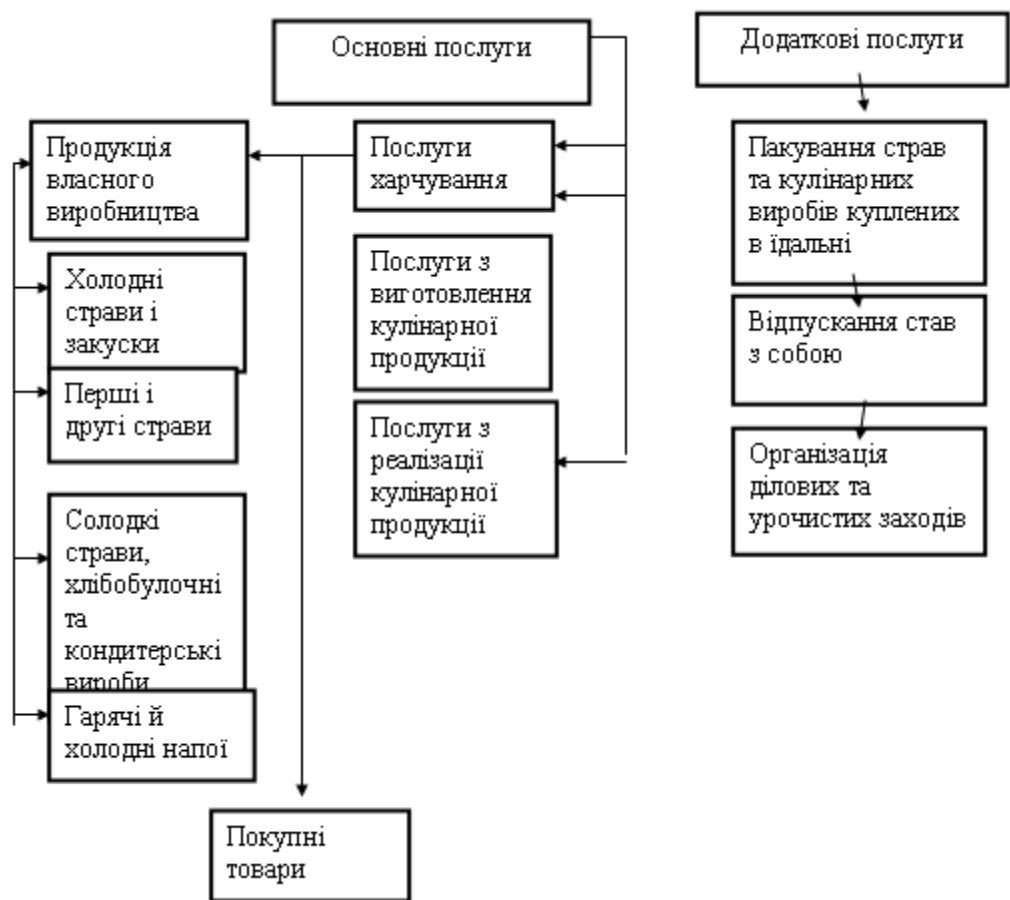 Основні послуги
Додаткові послуги
Продукція
власного
виробництва
Послуги
харчування
Пакування страв
та кулінарних
виробів куплених
в їдальні
Холодні
страви і
закуски
Послуги з
виготовлення
кулінарної
продукції
Відпускання став
з собою
Перші і
другі страви
Послуги з
реалізації
кулінарної
продукції
Організація
ділових та
урочистих заходів
Солодкі
страви,
хлібобулочні
та
кондитерські
вироби
Гарячі й
холодні напої
Покупні
товари